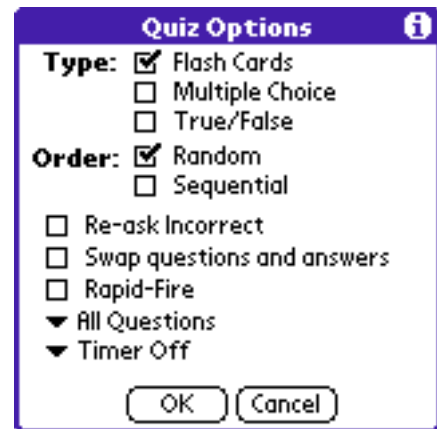 Quiz Options i
Type: Flash Cards
Multiple Choice
True/False
Order: Random
Sequential
Re-ask Incorrect
Swap questions and answers
Rapid-Fire
All Questions
Timer Off
OK Cancel